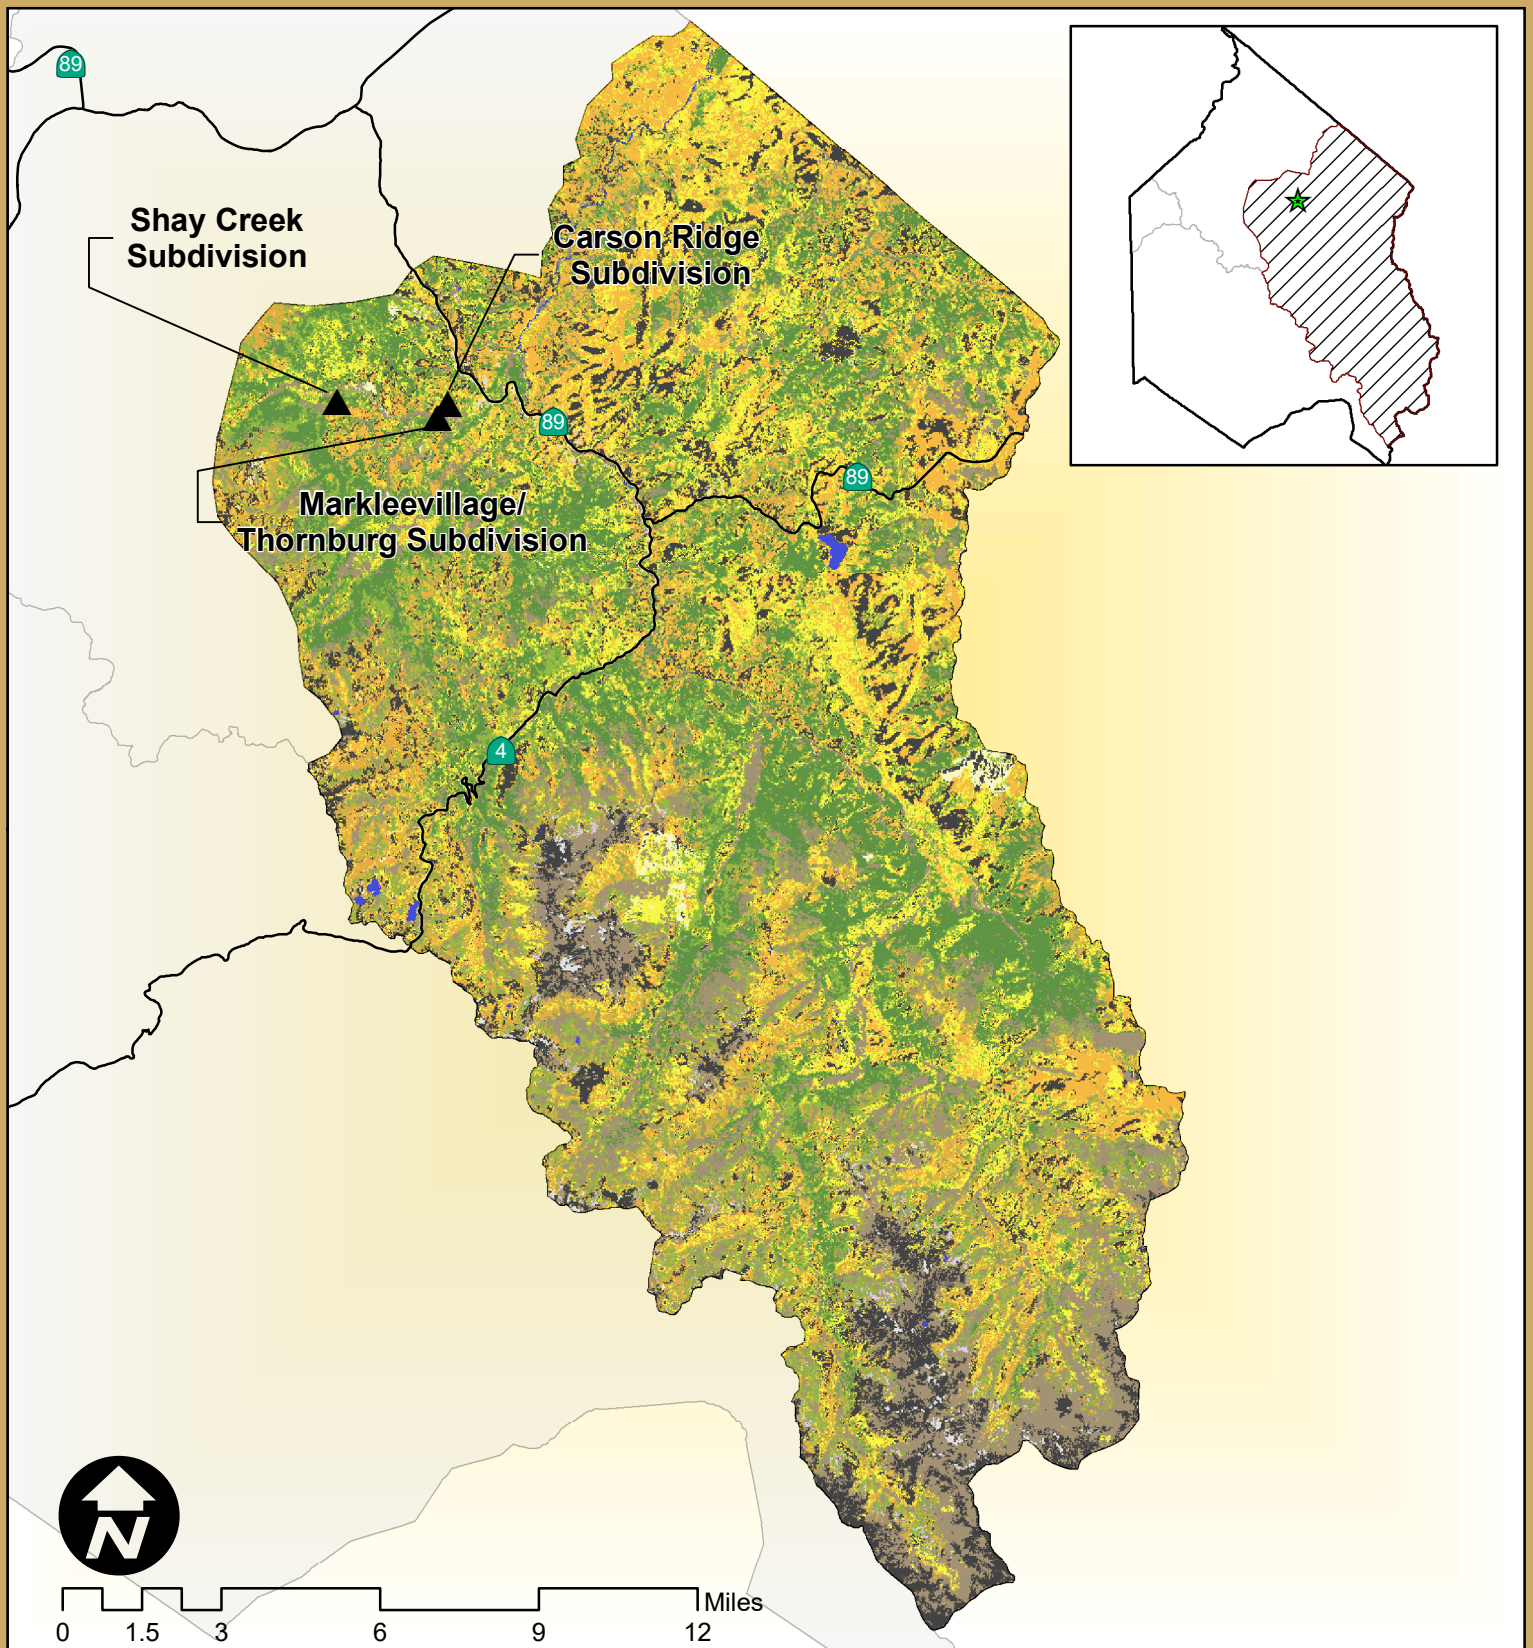 89
Shay Creek
Subdivision
Carson Ridge
Subdivision
89
89
Markleevillage/
Thornburg Subdivision
4
N
Miles
0 1.5 3 6 9 12